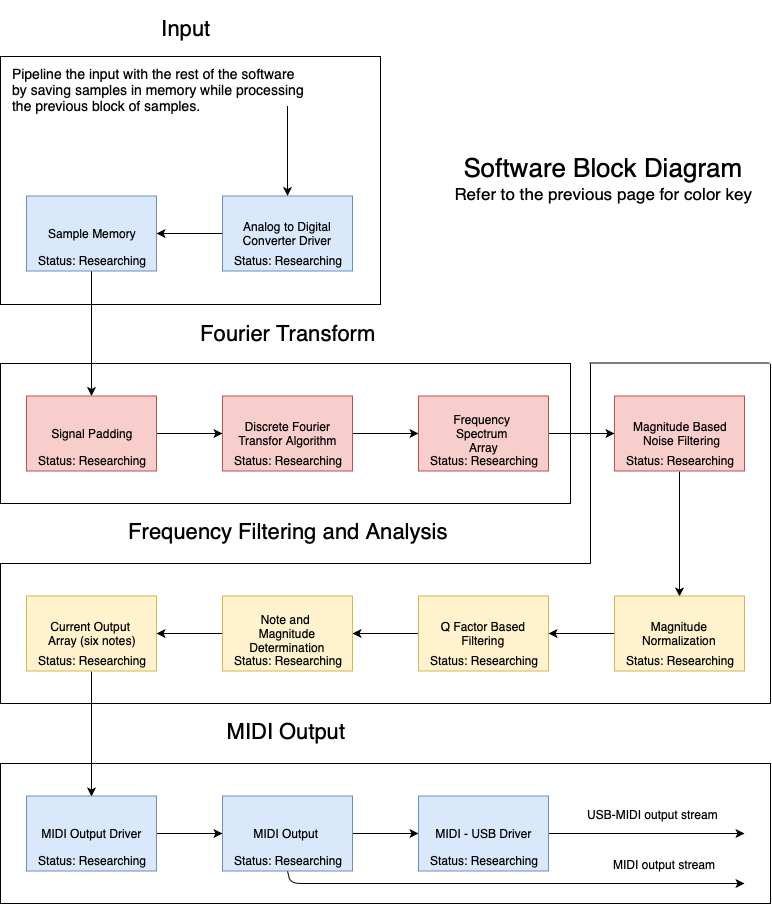 Input
Pipeline the input with the rest of the software
by saving samples in memory while processing
the previous block of samples.
Software Block Diagram
Refer to the previous page for color key
Sample Memory
Status: Researching
Analog to Digital
Converter Driver
Status: Researching
Fourier Transform
Signal Padding
Status: Researching
Discrete Fourier
Transfor Algorithm
Status: Researching
Frequency
Spectrum
Array
Status: Researching
Magnitude Based
Noise Filtering
Status: Researching
Frequency Filtering and Analysis
Current Output
Array (six notes)
Status: Researching
Note and
Magnitude
Determination
Status: Researching
Q Factor Based
Filtering
Status: Researching
Magnitude
Normalization
Status: Researching
MIDI Output
MIDI Output Driver
Status: Researching
MIDI Output
Status: Researching
MIDI - USB Driver
Status: Researching
USB-MIDI output stream
MIDI output stream